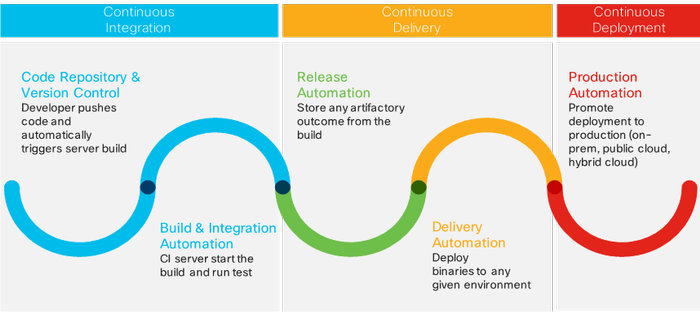 Continuous
Integration
Continuous
Delivery
Continuous
Deployment
Code Repository &
Version Control
Developer pushes
code and
automatically
triggers server build
Build & Integration
Automation
CI server start the
build and run test
Release
Automation
Store any artifactory
outcome from the
build
Delivery
Automation
Deploy
binaries to any
given environment
Production
Automation
Promote
deployment to
production (on-
prem, public cloud,
hybrid cloud)